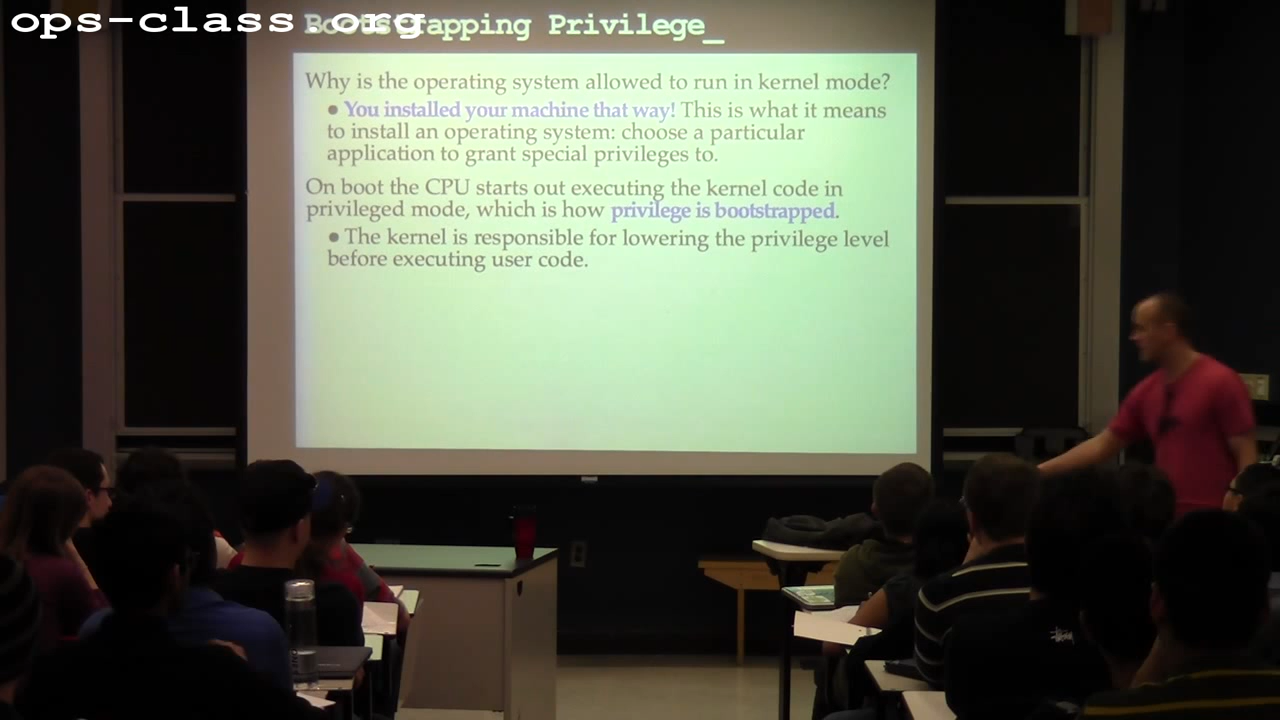 ops-class.org
Bootstrapping Privilege_
Why is the operating system allowed to run in kernel mode?
● You installed your machine that way! This is what it means
to install an operating system: choose a particular
application to grant special privileges to.
On boot the CPU starts out executing the kernel code in
privileged mode, which is how privilege is bootstrapped.
● The kernel is responsible for lowering the privilege level
before executing user code.